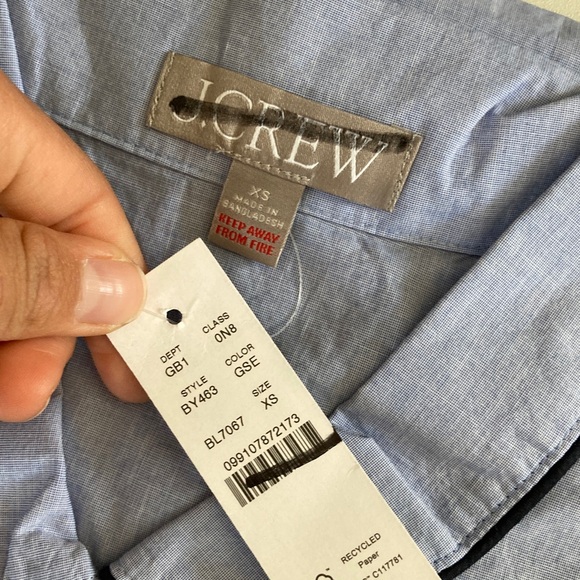 J.CREW
XS
MADE IN
BANGLADESH
KEEP AWAY
FROM FIRE
DEPT CLASS
GB1 0N8
STYLE COLOR
BY463 GSE
SIZE
BL7067 XS
099107872173
RECYCLED
Paper
C117781